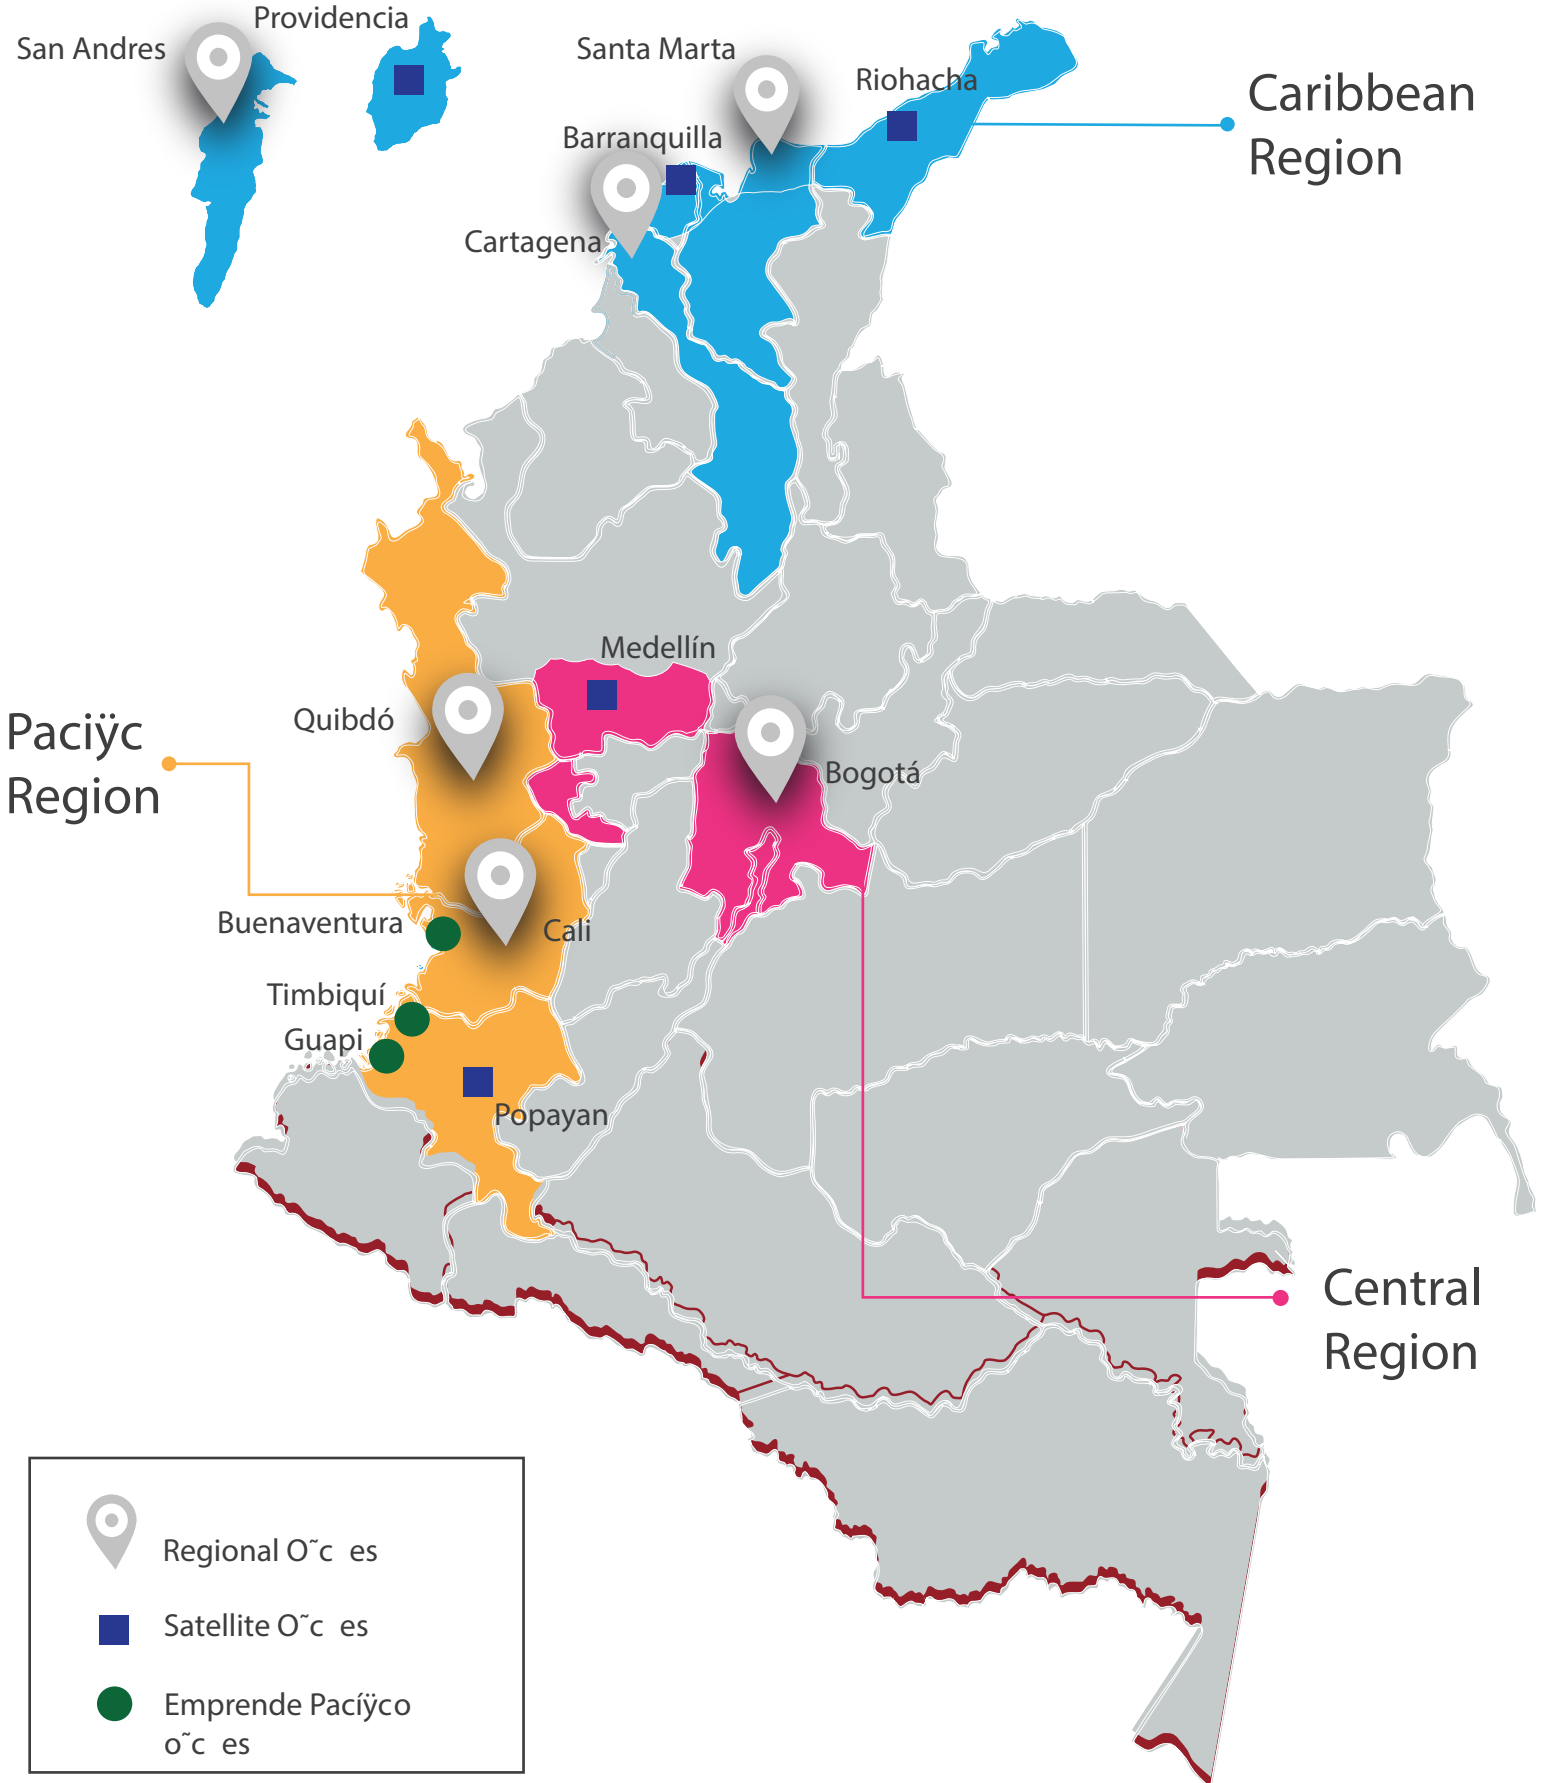 Providencia
San Andres
Santa Marta
Riohacha
Caribbean
Region
Barranquilla
Cartagena
Medellín
Quibdó
Paciÿc
Region
Bogotá
Buenaventura
Cali
Timbiquí
Guapi
Popayan
Central
Region
Regional O˜c es
Satellite O˜c es
Emprende Pacíÿco
o˜c es